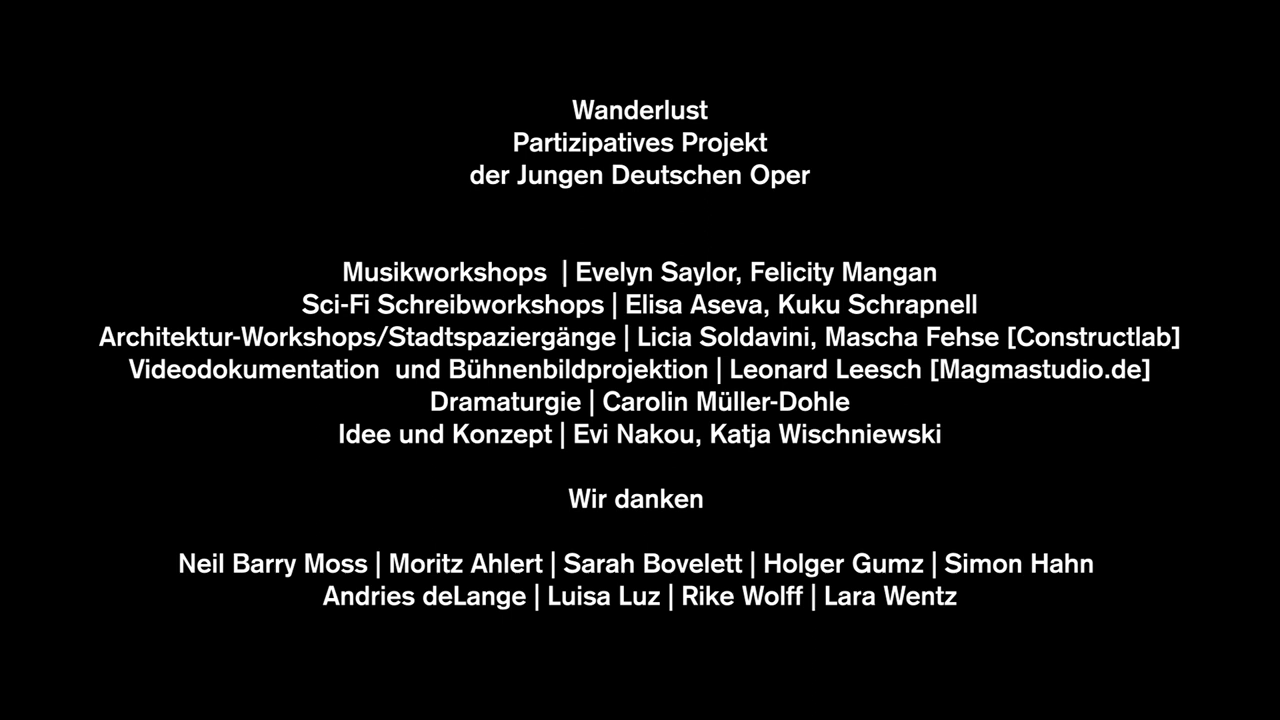 Wanderlust
Partizipatives Projekt
der Jungen Deutschen Oper
Musikworkshops | Evelyn Saylor, Felicity Mangan
Sci-Fi Schreibworkshops | Elisa Aseva, Kuku Schrapnell
Architektur-Workshops/Stadtspaziergänge | Licia Soldavini, Mascha Fehse [Constructlab]
Videodokumentation und Bühnenbildprojektion | Leonard Leesch [Magmastudio.de]
Dramaturgie | Carolin Müller-Dohle
Idee und Konzept | Evi Nakou, Katja Wischniewski
Wir danken
Neil Barry Moss | Moritz Ahlert | Sarah Bovelett | Holger Gumz | Simon Hahn
Andries deLange | Luisa Luz | Rike Wolff | Lara Wentz